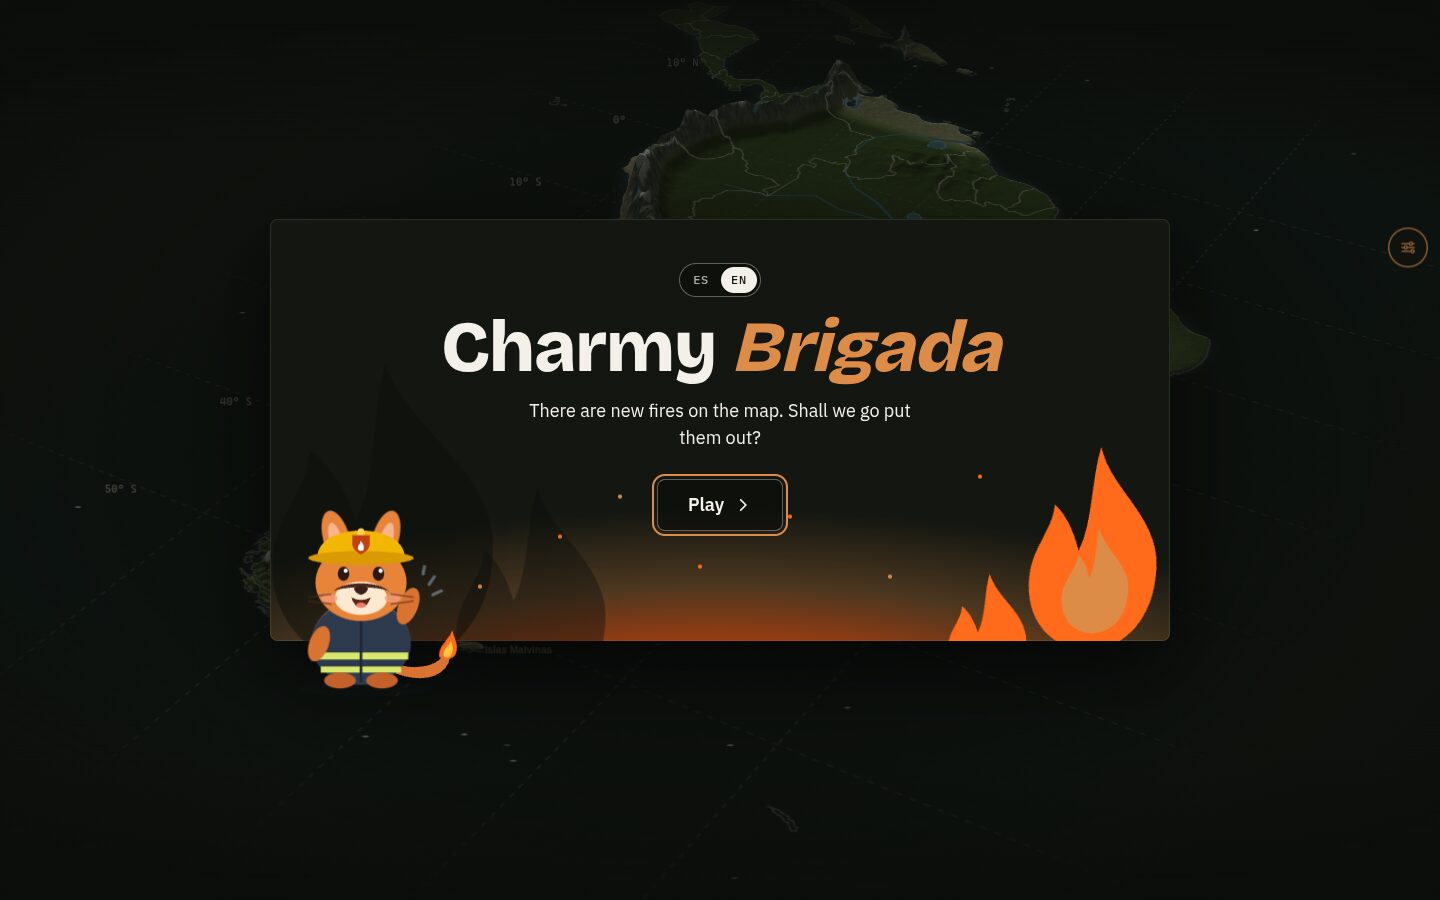 10° N
0°
10° S
ES EN
Charmy Brigada
There are new fires on the map. Shall we go put
them out?
40° S
50° S
Play
Islas Malvinas